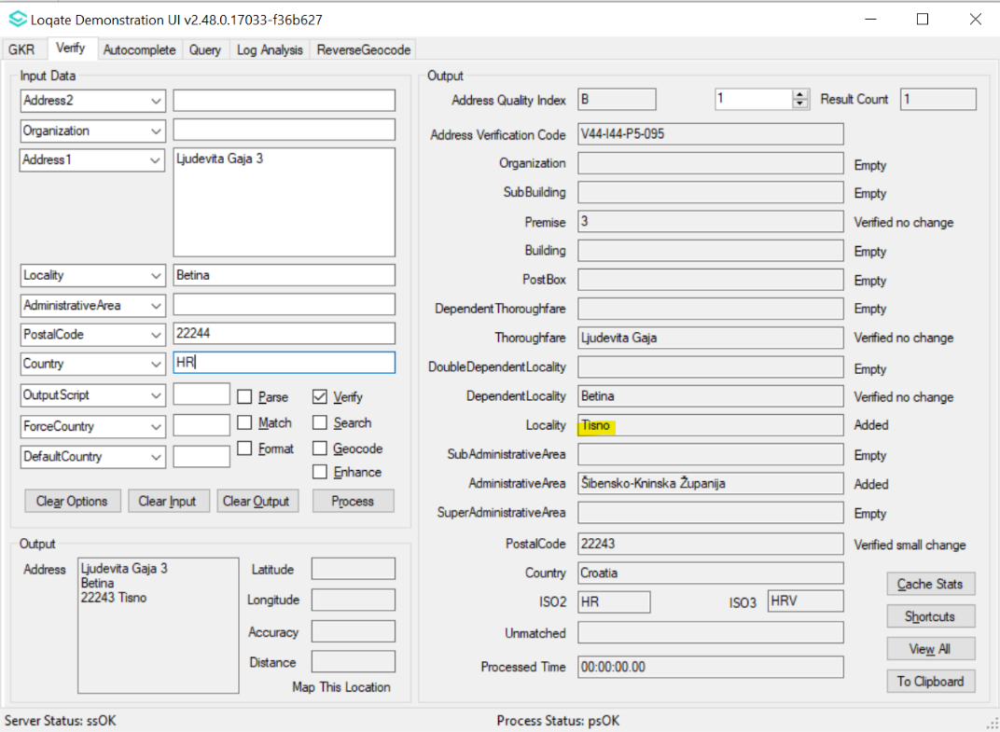 Loqate Demonstration UI v2.48.0.17033-f36b627
GKR Verify Autocomplete Query Log Analysis ReverseGeocode
Input Data
Address2
Organization
Address1 Ljudevita Gaja 3
Locality Betina
AdministrativeArea
PostalCode 22244
Country HR
OutputScript Parse Verify
ForceCountry Match Search
DefaultCountry Format Geocode
Enhance
Clear Options Clear Input Clear Output Process
Output
Address Quality Index B 1 Result Count 1
Address Verification Code V44-I44-P5-095
Organization Empty
SubBuilding Empty
Premise 3 Verified no change
Building Empty
PostBox Empty
DependentThoroughfare Empty
Thoroughfare Ljudevita Gaja Verified no change
DoubleDependentLocality Empty
DependentLocality Betina Verified no change
Locality Tisno Added
SubAdministrativeArea Empty
AdministrativeArea Šibensko-Kninska Županija Added
SuperAdministrativeArea Empty
PostalCode 22243 Verified small change
Country Croatia
ISO2 HR ISO3 HRV
Unmatched
Processed Time 00:00:00.00
Cache Stats
Shortcuts
View All
To Clipboard
Output
Address Ljudevita Gaja 3
Betina
22243 Tisno
Latitude
Longitude
Accuracy
Distance
Map This Location
Server Status: ssOK Process Status: psOK